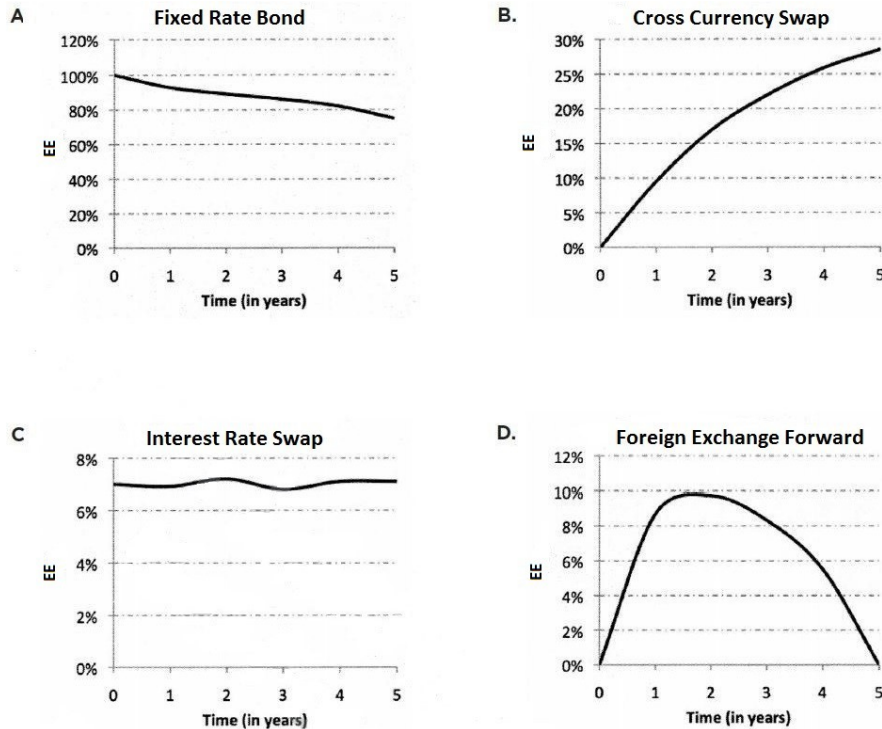 A
Fixed Rate Bond
120%
100%
80%
60%
40%
20%
0%
EE
0 1 2 3 4 5
Time (in years)
B.
Cross Currency Swap
30%
25%
20%
15%
10%
5%
0%
EE
0 1 2 3 4 5
Time (in years)
C
Interest Rate Swap
8%
6%
4%
2%
0%
EE
0 1 2 3 4 5
Time (in years)
D.
Foreign Exchange Forward
12%
10%
8%
6%
4%
2%
0%
EE
0 1 2 3 4 5
Time (in years)